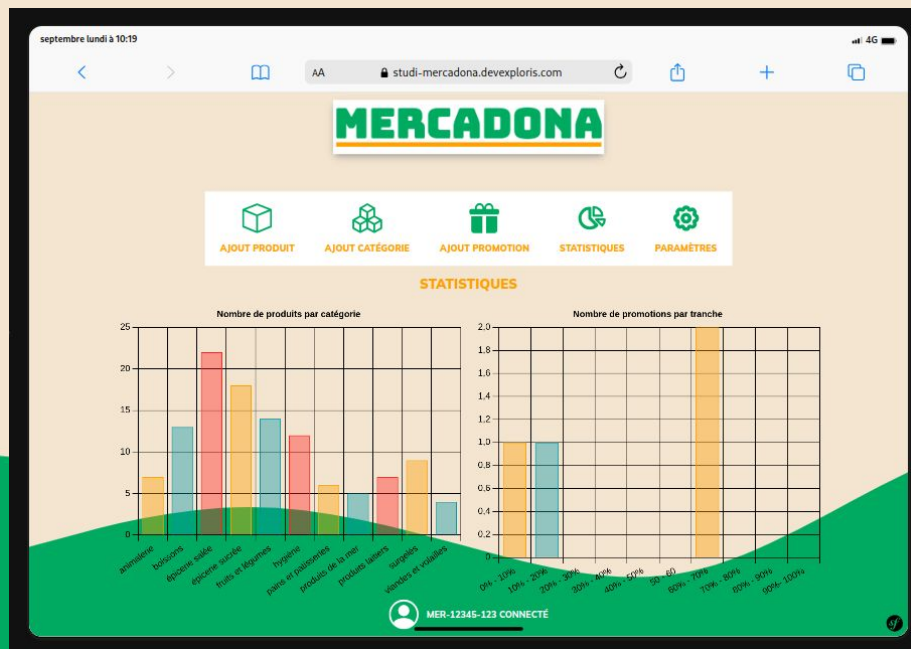 septembre lundi à 10:19
4G
AA studi-mercadona.devexploris.com
MERCADONA
AJOUT PRODUIT AJOUT CATÉGORIE AJOUT PROMOTION STATISTIQUES PARAMÈTRES
STATISTIQUES
Nombre de produits par catégorie
25
20
15
10
5
0
animalerie
boissons
épicerie salée
épicerie sucrée
fruits et légumes
hygiène
pains et patisseries
produits de la mer
produits laitiers
surgelés
viandes et volailles
Nombre de promotions par tranche
2.0
1.8
1.6
1.4
1.2
1.0
0.8
0.6
0.4
0.2
0
0% - 10%
10% - 20%
20% - 30%
30% - 40%
40% - 50%
50 - 60
60% - 70%
70% - 80%
80% - 90%
90% - 100%
MER-12345-123 CONNECTÉ
sf